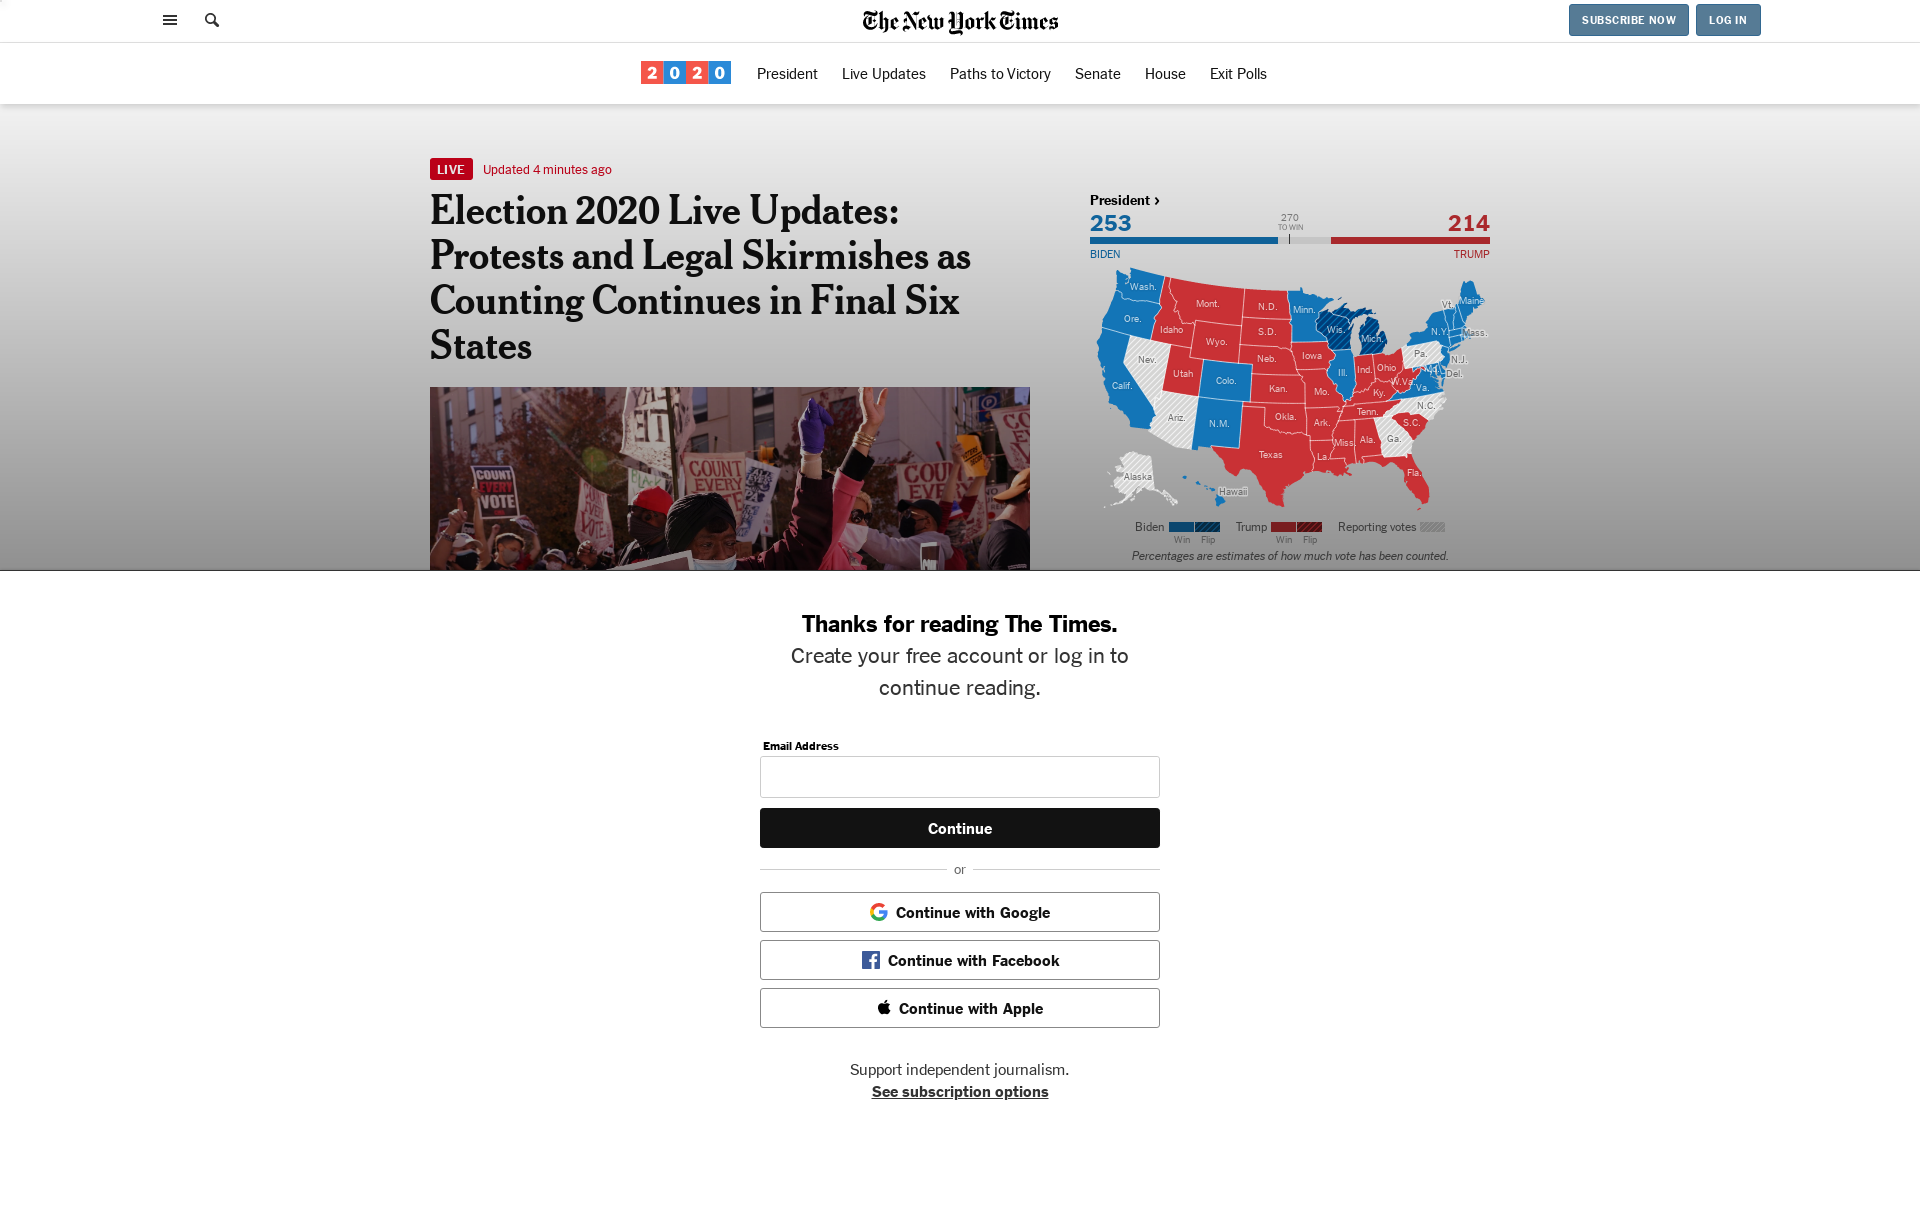 The New York Times
SUBSCRIBE NOW
LOG IN
2020
President
Live Updates
Paths to Victory
Senate
House
Exit Polls
LIVE
Updated 4 minutes ago
Election 2020 Live Updates:
Protests and Legal Skirmishes as
Counting Continues in Final Six
States
COUNT
EVERY
VOTE
COUNT
EVERY
President ›
253
270
TO WIN
214
BIDEN
TRUMP
Wash.
Mont.
N.D.
Minn.
Vt.
Maine
Ore.
Idaho
S.D.
Wis.
Mich.
N.Y.
Mass.
Wyo.
Nev.
Neb.
Iowa
Pa.
N.J.
Utah
Colo.
Ill.
Ind.
Ohio
Md.
Del.
Calif.
Kan.
Mo.
Ky.
W.Va.
Va.
Ariz.
N.M.
Okla.
Ark.
Tenn.
N.C.
S.C.
Texas
La.
Miss.
Ala.
Ga.
Fla.
Alaska
Hawaii
Biden
Trump
Reporting votes
Win
Flip
Win
Flip
Percentages are estimates of how much vote has been counted.
Thanks for reading The Times.
Create your free account or log in to
continue reading.
Email Address
Continue
or
Continue with Google
Continue with Facebook
Continue with Apple
Support independent journalism.
See subscription options